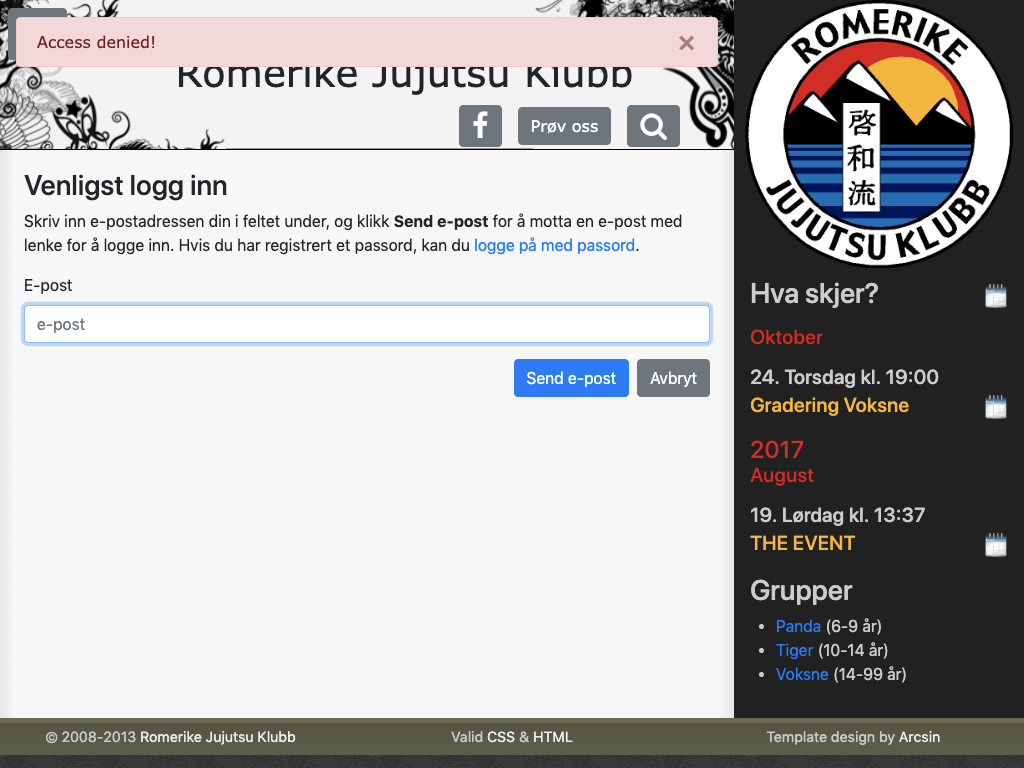 Access denied!
×
Romerike Jujutsu Klubb
Prøv oss
Venligst logg inn
Skriv inn e-postadressen din i feltet under, og klikk Send e-post for å motta en e-post med
lenke for å logge inn. Hvis du har registrert et passord, kan du logge på med passord.
E-post
e-post
Send e-post
Avbryt
ROMERIKE
啓和流
JUJUTSU KLUBB
Hva skjer?
Oktober
24. Torsdag kl. 19:00
Gradering Voksne
2017
August
19. Lørdag kl. 13:37
THE EVENT
Grupper
Panda (6-9 år)
Tiger (10-14 år)
Voksne (14-99 år)
© 2008-2013 Romerike Jujutsu Klubb
Valid CSS & HTML
Template design by Arcsin